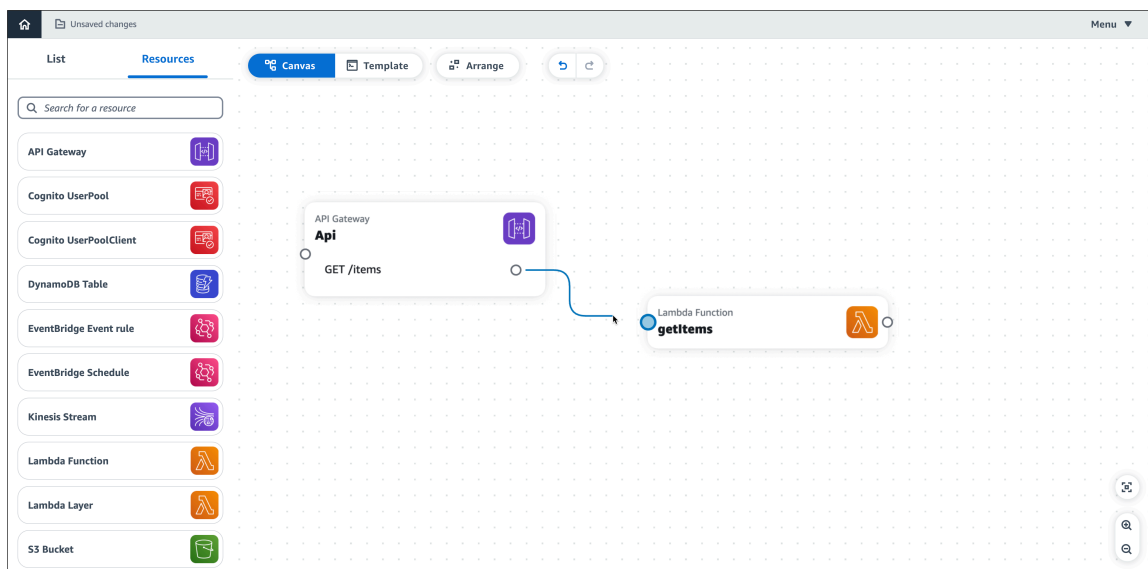 Unsaved changes
Menu
List
Resources
Canvas
Template
Arrange
Search for a resource
API Gateway
Cognito UserPool
Cognito UserPoolClient
DynamoDB Table
EventBridge Event rule
EventBridge Schedule
Kinesis Stream
Lambda Function
Lambda Layer
S3 Bucket
API Gateway
Api
GET /items
Lambda Function
getItems